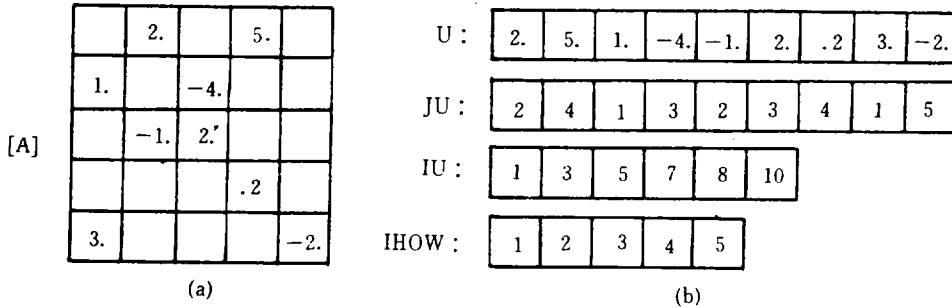 2. 5.
1. -4.
[A] -1. 2.
.2
3. -2.
(a)
U : 2. 5. 1. -4. -1. 2. .2 3. -2.
JU : 2 4 1 3 2 3 4 1 5
IU : 1 3 5 7 8 10
IHOW : 1 2 3 4 5
(b)